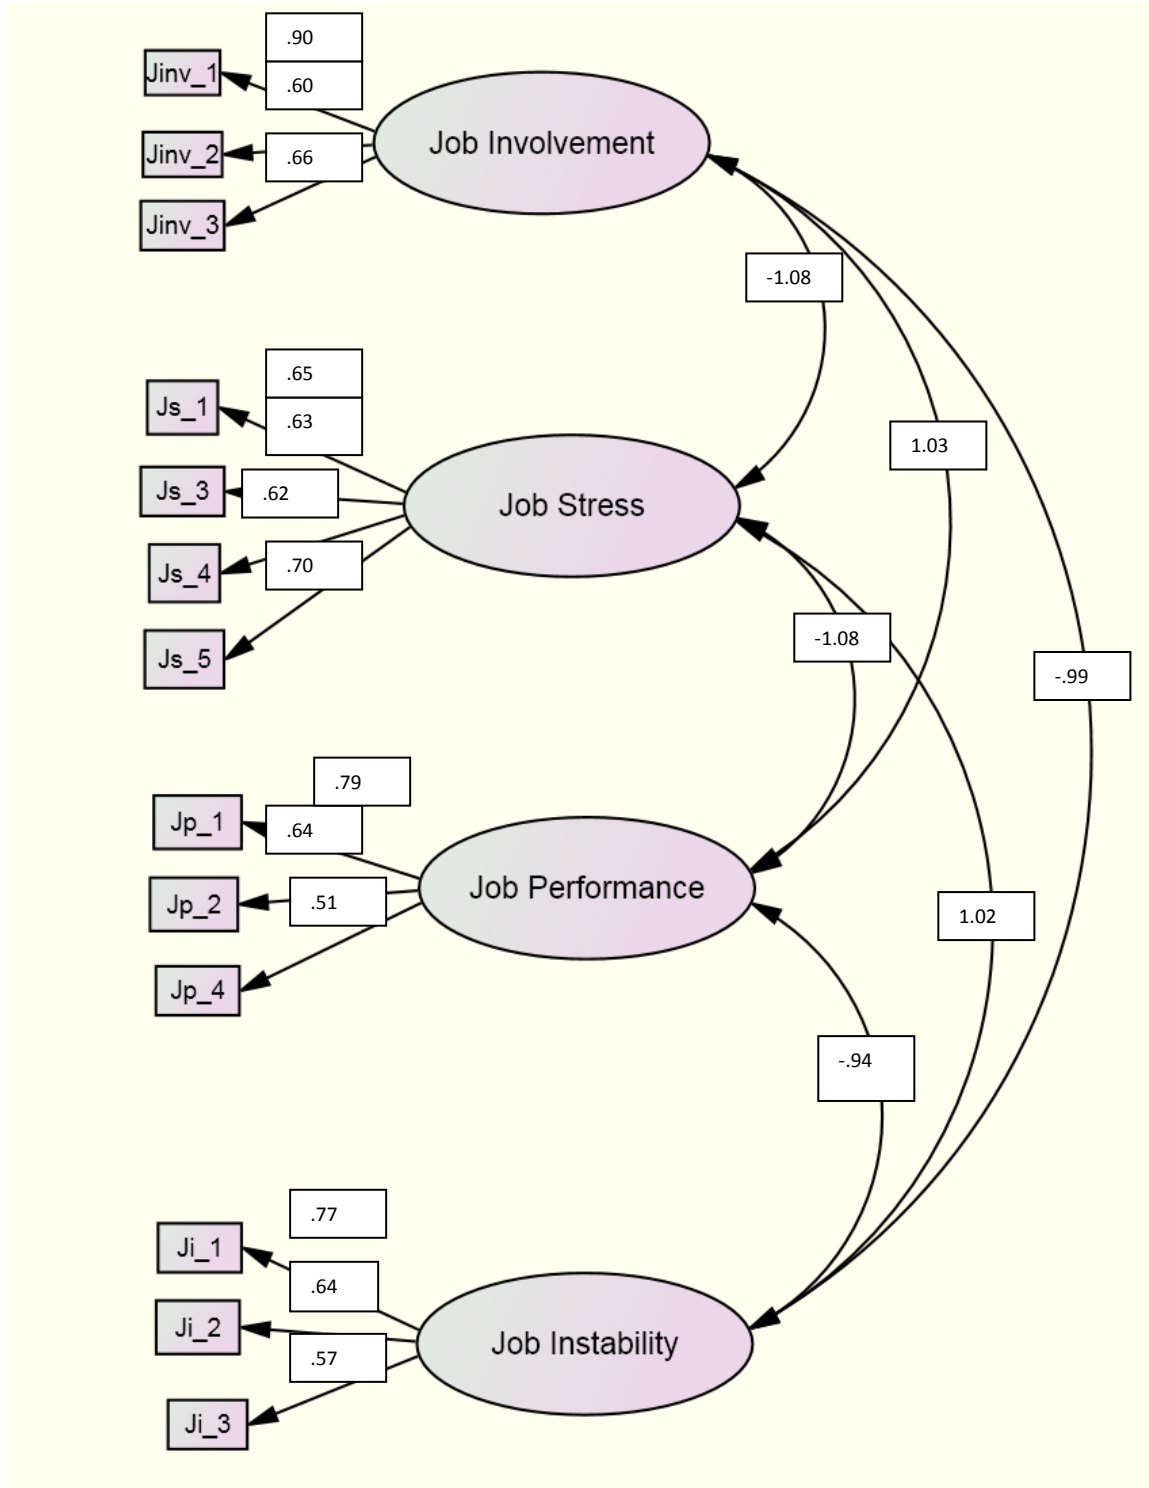 .90
Jinv_1
.60
Job Involvement
Jinv_2
.66
Jinv_3
-1.08
.65
Js_1
.63
1.03
Js_3
.62
Job Stress
Js_4
.70
-1.08
Js_5
-.99
.79
Jp_1
.64
Job Performance
Jp_2
.51
1.02
Jp_4
-.94
.77
Ji_1
.64
Ji_2
Job Instability
.57
Ji_3